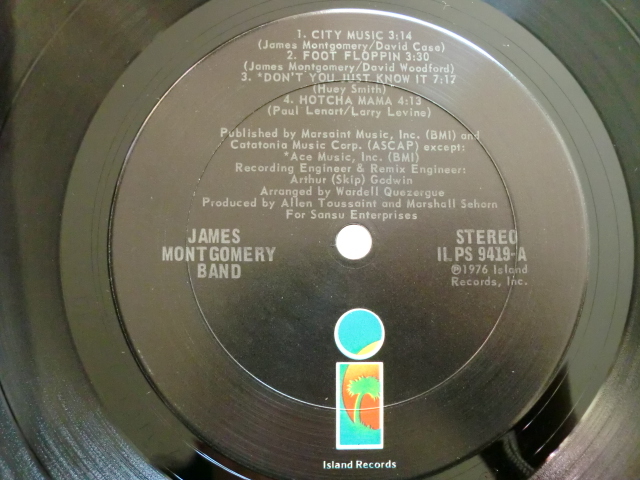 1. CITY MUSIC 3:14
(James Montgomery/David Case)
2. FOOT FLOPPIN 3:30
(James Montgomery/David Woodford)
3. *DON'T YOU JUST KNOW IT 7:17
(Huey Smith)
4. HOTCHA MAMA 4:13
(Paul Lenart/Larry Levine)
Published by Marsaint Music, Inc. (BMI) and
Catatonia Music Corp. (ASCAP) except:
*Ace Music, Inc. (BMI)
Recording Engineer & Remix Engineer:
Arthur (Skip) Godwin
Arranged by Wardell Quezergue
Produced by Allen Toussaint and Marshall Sehorn
For Sansu Enterprises
JAMES
MONTGOMERY
BAND
STEREO
ILPS 9419-A
℗1976 Island
Records, Inc.
Island Records